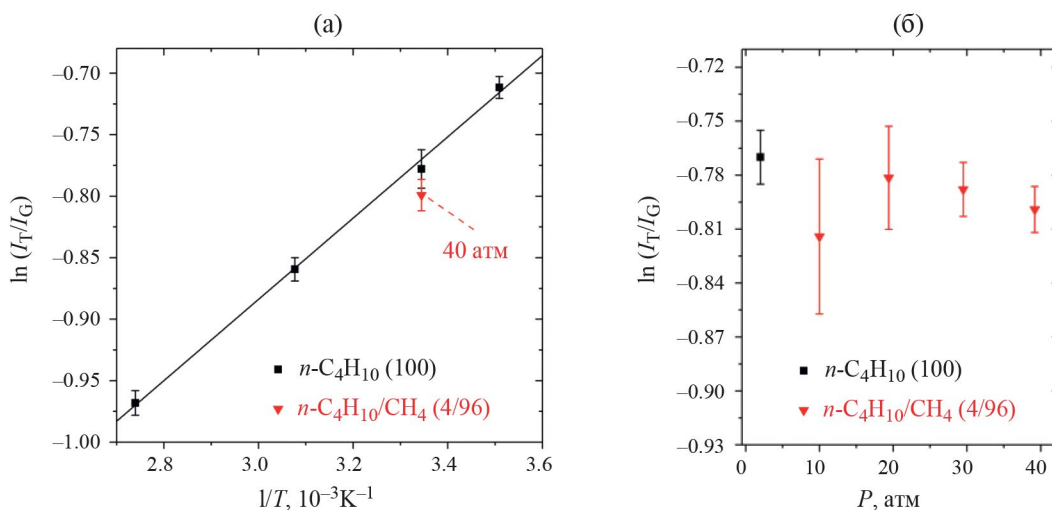 (а)
ln (I_T/I_G)
–0.70
–0.75
–0.80
–0.85
–0.90
–0.95
–1.00
40 атм
n-C₄H₁₀ (100)
n-C₄H₁₀/CH₄ (4/96)
2.8 3.0 3.2 3.4 3.6
1/T, 10⁻³K⁻¹
(б)
ln (I_T/I_G)
–0.72
–0.75
–0.78
–0.81
–0.84
–0.87
–0.90
–0.93
n-C₄H₁₀ (100)
n-C₄H₁₀/CH₄ (4/96)
0 10 20 30 40
P, атм